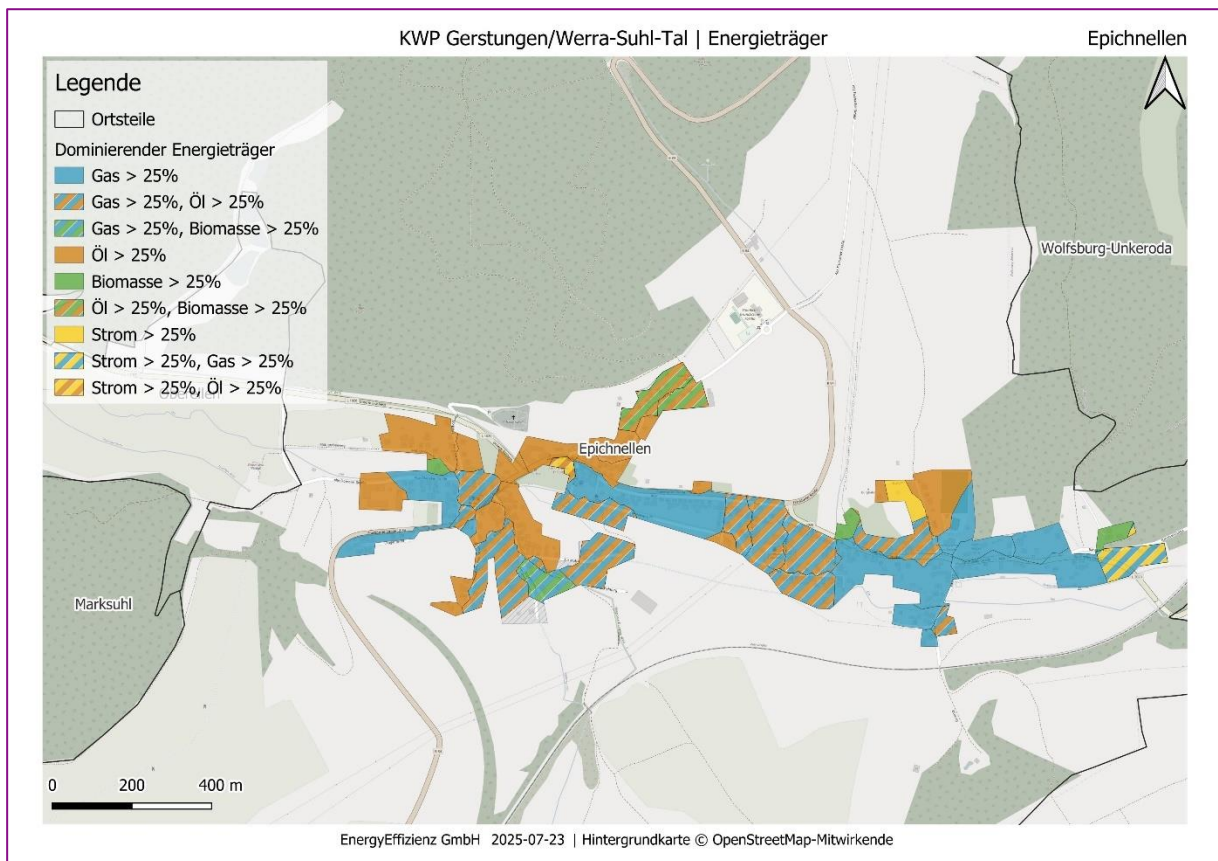 KWP Gerstungen/Werra-Suhl-Tal | Energieträger
Epichnellen
Legende
Ortsteile
Dominierender Energieträger
Gas > 25%
Gas > 25%, Öl > 25%
Gas > 25%, Biomasse > 25%
Öl > 25%
Biomasse > 25%
Öl > 25%, Biomasse > 25%
Strom > 25%
Strom > 25%, Gas > 25%
Strom > 25%, Öl > 25%
Wolfsburg-Unkeroda
Epichnellen
Marksuhl
0 200 400 m
EnergyEffizienz GmbH 2025-07-23 | Hintergrundkarte © OpenStreetMap-Mitwirkende